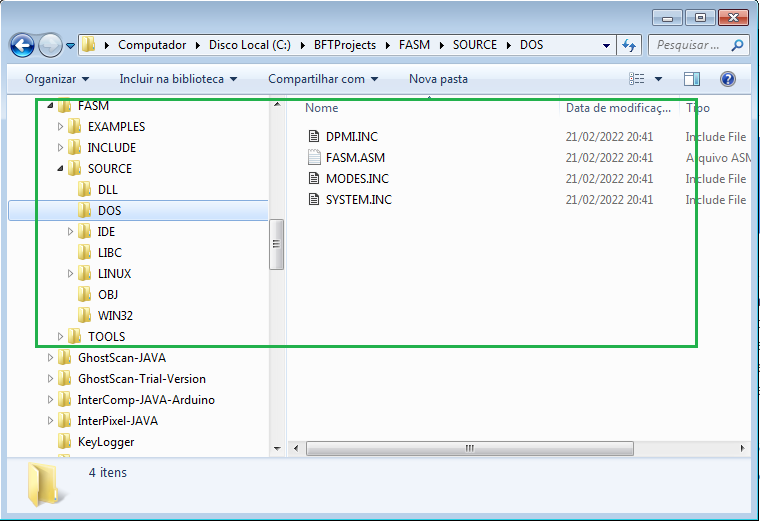 Computador ▸ Disco Local (C:) ▸ BFTProjects ▸ FASM ▸ SOURCE ▸ DOS
Pesquisar ...
Organizar
Incluir na biblioteca
Compartilhar com
Nova pasta
FASM
EXAMPLES
INCLUDE
SOURCE
DLL
DOS
IDE
LIBC
LINUX
OBJ
WIN32
TOOLS
GhostScan-JAVA
GhostScan-Trial-Version
InterComp-JAVA-Arduino
InterPixel-JAVA
KeyLogger
Nome Data de modificaç... Tipo
DPMI.INC 21/02/2022 20:41 Include File
FASM.ASM 21/02/2022 20:41 Arquivo ASM
MODES.INC 21/02/2022 20:41 Include File
SYSTEM.INC 21/02/2022 20:41 Include File
4 itens